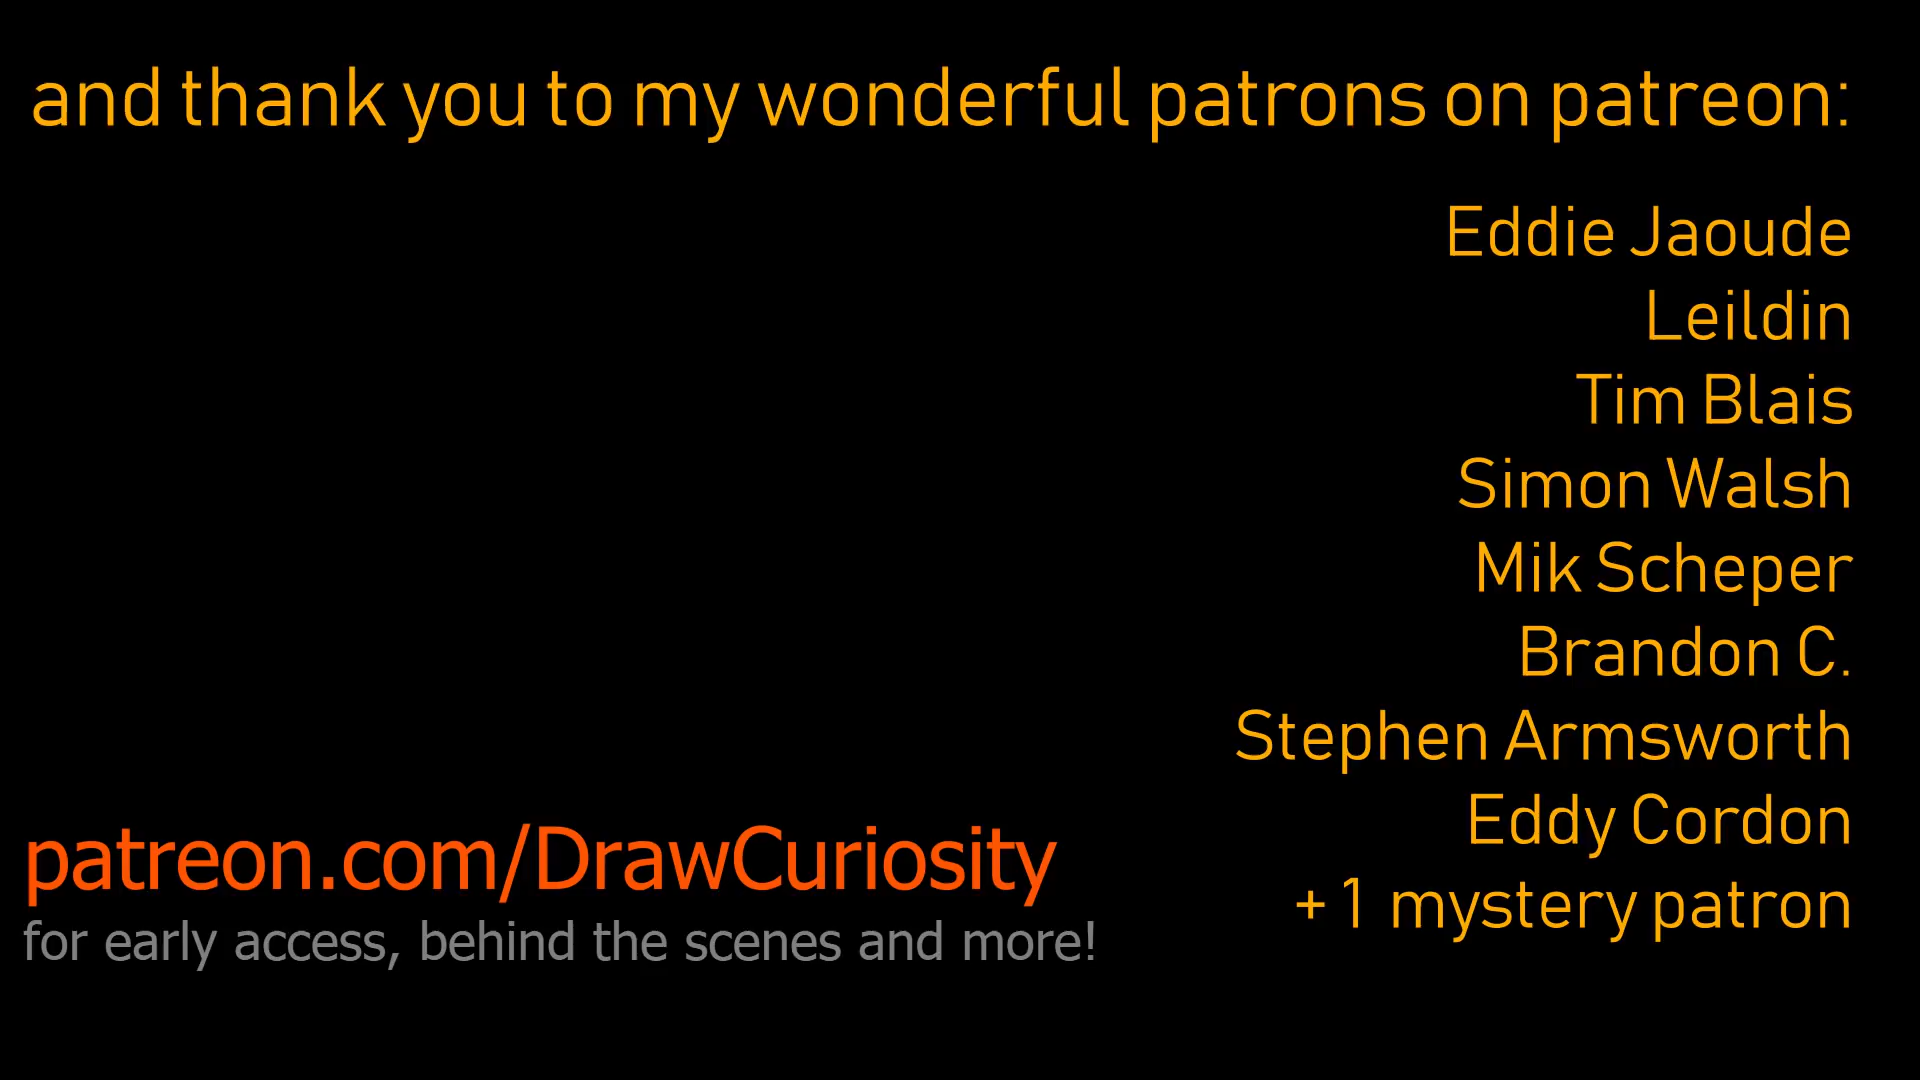 and thank you to my wonderful patrons on patreon:
Eddie Jaoude
Leildin
Tim Blais
Simon Walsh
Mik Scheper
Brandon C.
Stephen Armsworth
Eddy Cordon
+ 1 mystery patron
patreon.com/DrawCuriosity
for early access, behind the scenes and more!